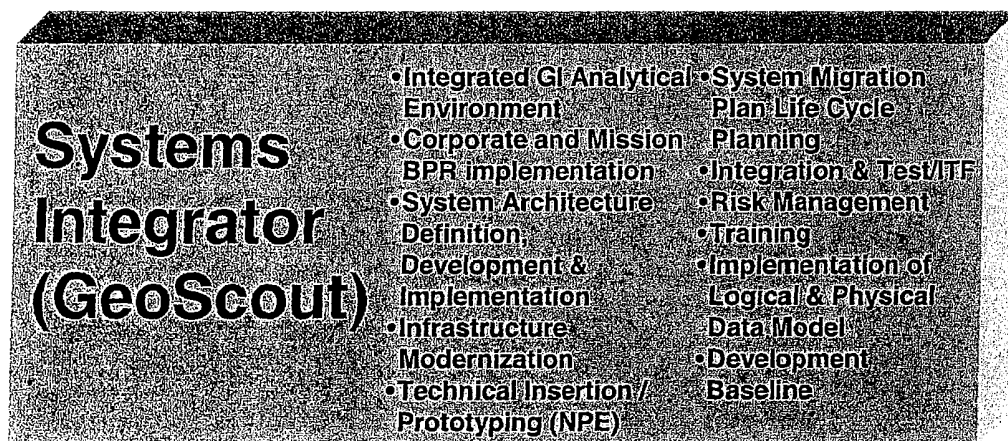 Systems
Integrator
(GeoScout)
•Integrated GI Analytical
Environment
•Corporate and Mission
BPR implementation
•System Architecture
Definition,
Development &
Implementation
•Infrastructure
Modernization
•Technical Insertion /
Prototyping (NPE)
•System Migration
Plan Life Cycle
Planning
•Integration & Test/ITF
•Risk Management
•Training
•Implementation of
Logical & Physical
Data Model
•Development
Baseline